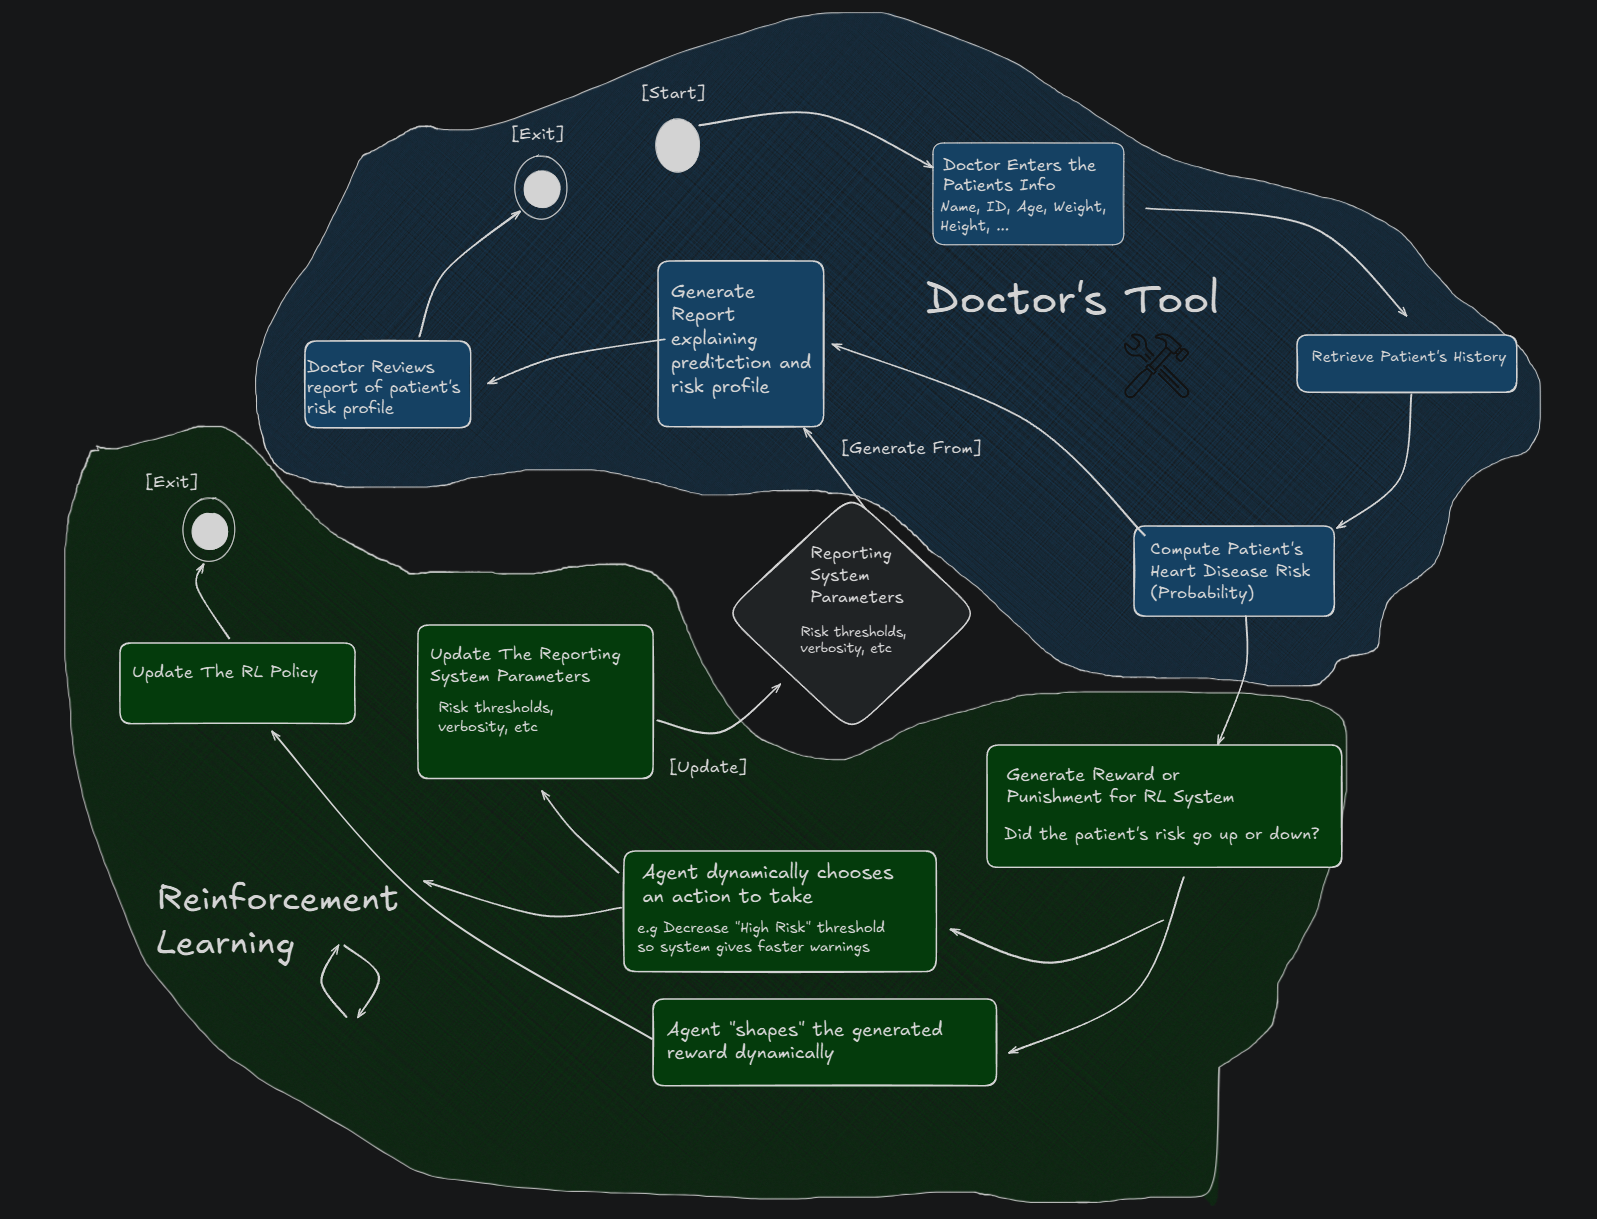 [Start]
[Exit]
Doctor Enters the
Patients Info
Name, ID, Age, Weight,
Height, ...
Doctor's Tool
Generate
Report
explaining
preditction and
risk profile
Retrieve Patient's History
Doctor Reviews
report of patient's
risk profile
[Generate From]
Compute Patient's
Heart Disease Risk
(Probability)
[Exit]
Reporting
System
Parameters
Risk thresholds,
verbosity, etc
Update The RL Policy
Update The Reporting
System Parameters
Risk thresholds,
verbosity, etc
[Update]
Generate Reward or
Punishment for RL System
Did the patient's risk go up or down?
Agent dynamically chooses
an action to take
e.g Decrease "High Risk" threshold
so system gives faster warnings
Reinforcement
Learning
Agent "shapes" the generated
reward dynamically